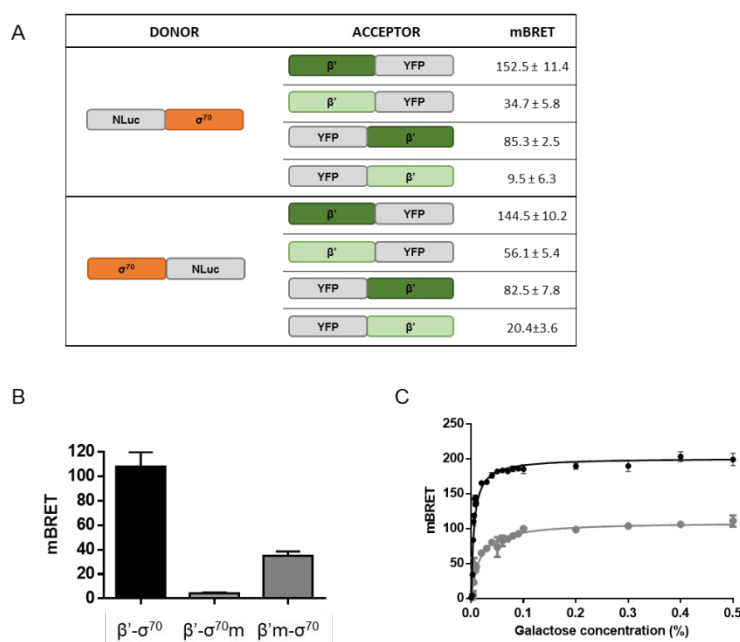 A
DONOR ACCEPTOR mBRET
NLuc σ⁷⁰
β' YFP 152.5 ± 11.4
β' YFP 34.7 ± 5.8
YFP β' 85.3 ± 2.5
YFP β' 9.5 ± 6.3
σ⁷⁰ NLuc
β' YFP 144.5 ± 10.2
β' YFP 56.1 ± 5.4
YFP β' 82.5 ± 7.8
YFP β' 20.4±3.6
B
mBRET
120
100
80
60
40
20
0
β'-σ⁷⁰ β'-σ⁷⁰m β'm-σ⁷⁰
C
mBRET
250
200
150
100
50
0
0.0 0.1 0.2 0.3 0.4 0.5
Galactose concentration (%)